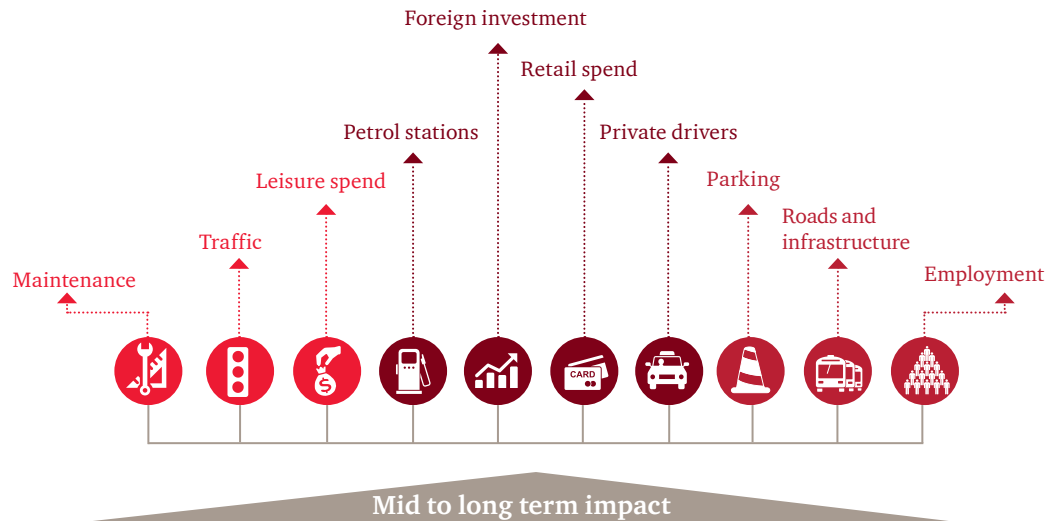 Foreign investment
Retail spend
Petrol stations
Private drivers
Leisure spend
Parking
Roads and
infrastructure
Traffic
Maintenance
Employment
$
CARD
Mid to long term impact